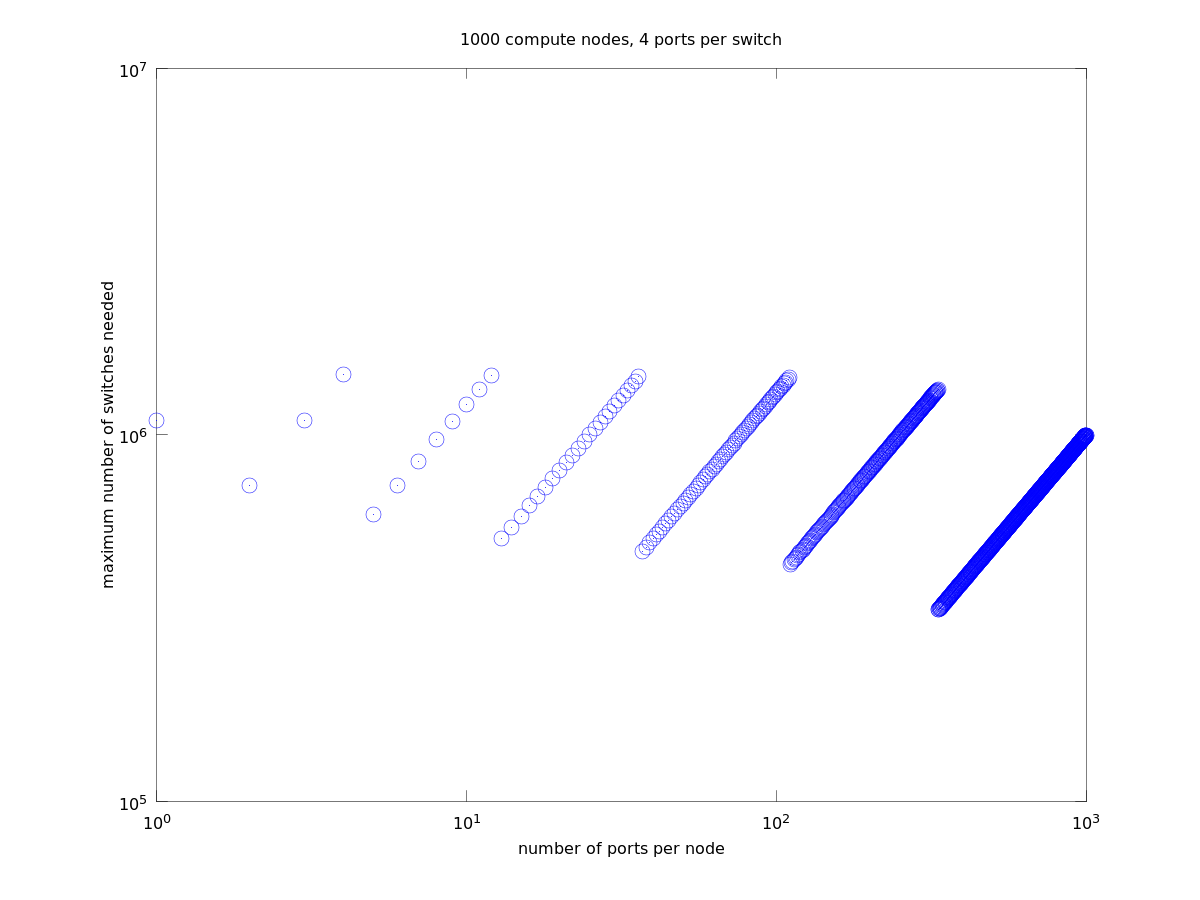 1000 compute nodes, 4 ports per switch
10^7
10^6
10^5
maximum number of switches needed
10^0 10^1 10^2 10^3
number of ports per node